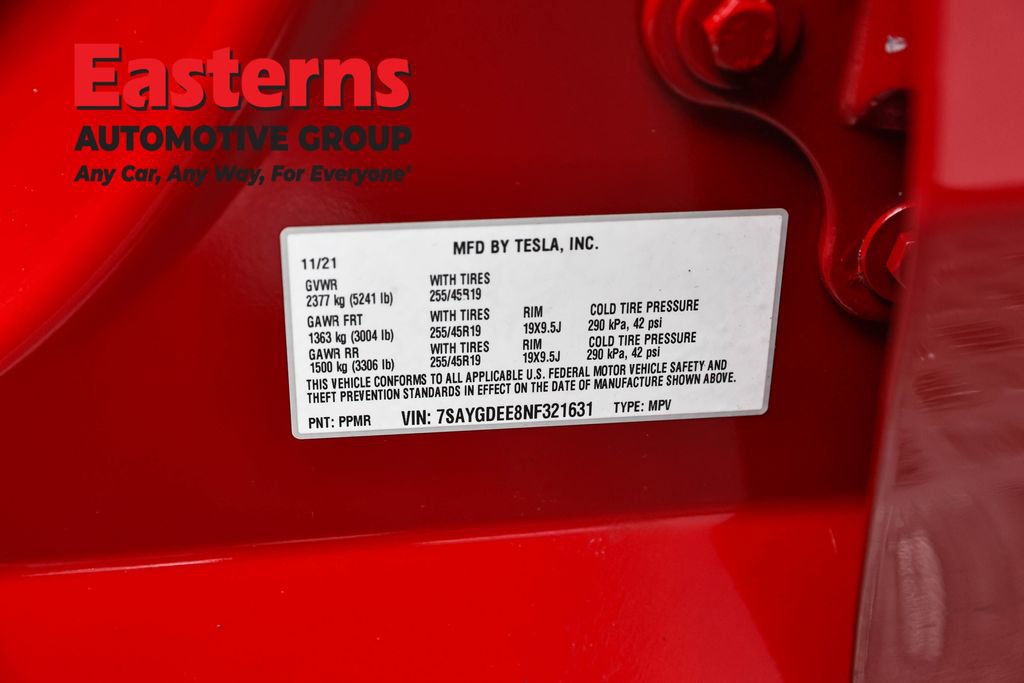 Easterns
AUTOMOTIVE GROUP
Any Car, Any Way, For Everyone®
MFD BY TESLA, INC.
11/21
GVWR WITH TIRES
2377 kg (5241 lb) 255/45R19
GAWR FRT WITH TIRES RIM COLD TIRE PRESSURE
1363 kg (3004 lb) 255/45R19 19X9.5J 290 kPa, 42 psi
GAWR RR WITH TIRES RIM COLD TIRE PRESSURE
1500 kg (3306 lb) 255/45R19 19X9.5J 290 kPa, 42 psi
THIS VEHICLE CONFORMS TO ALL APPLICABLE U.S. FEDERAL MOTOR VEHICLE SAFETY AND
THEFT PREVENTION STANDARDS IN EFFECT ON THE DATE OF MANUFACTURE SHOWN ABOVE.
PNT: PPMR VIN: 7SAYGDEE8NF321631 TYPE: MPV